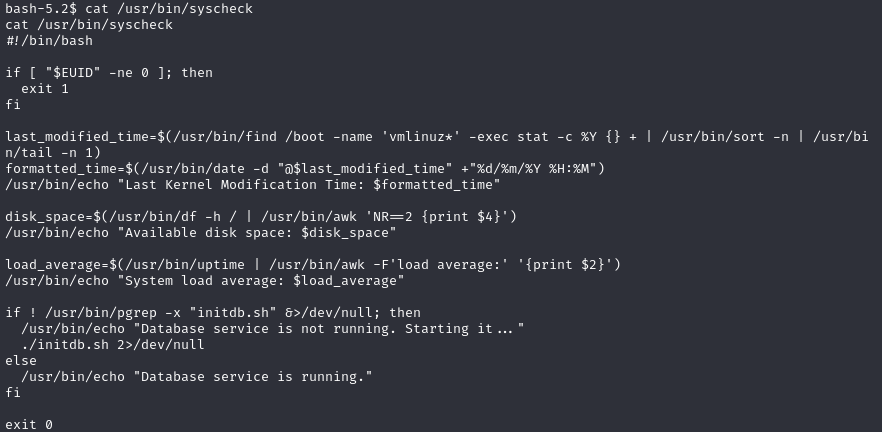 bash-5.2$ cat /usr/bin/syscheck
cat /usr/bin/syscheck
#!/bin/bash
if [ "$EUID" -ne 0 ]; then
  exit 1
fi
last_modified_time=$(/usr/bin/find /boot -name 'vmlinuz*' -exec stat -c %Y {} + | /usr/bin/sort -n | /usr/bi
n/tail -n 1)
formatted_time=$(/usr/bin/date -d "@$last_modified_time" +"%d/%m/%Y %H:%M")
/usr/bin/echo "Last Kernel Modification Time: $formatted_time"
disk_space=$(/usr/bin/df -h / | /usr/bin/awk 'NR==2 {print $4}')
/usr/bin/echo "Available disk space: $disk_space"
load_average=$(/usr/bin/uptime | /usr/bin/awk -F'load average:' '{print $2}')
/usr/bin/echo "System load average: $load_average"
if ! /usr/bin/pgrep -x "initdb.sh" &>/dev/null; then
  /usr/bin/echo "Database service is not running. Starting it..."
  ./initdb.sh 2>/dev/null
else
  /usr/bin/echo "Database service is running."
fi
exit 0